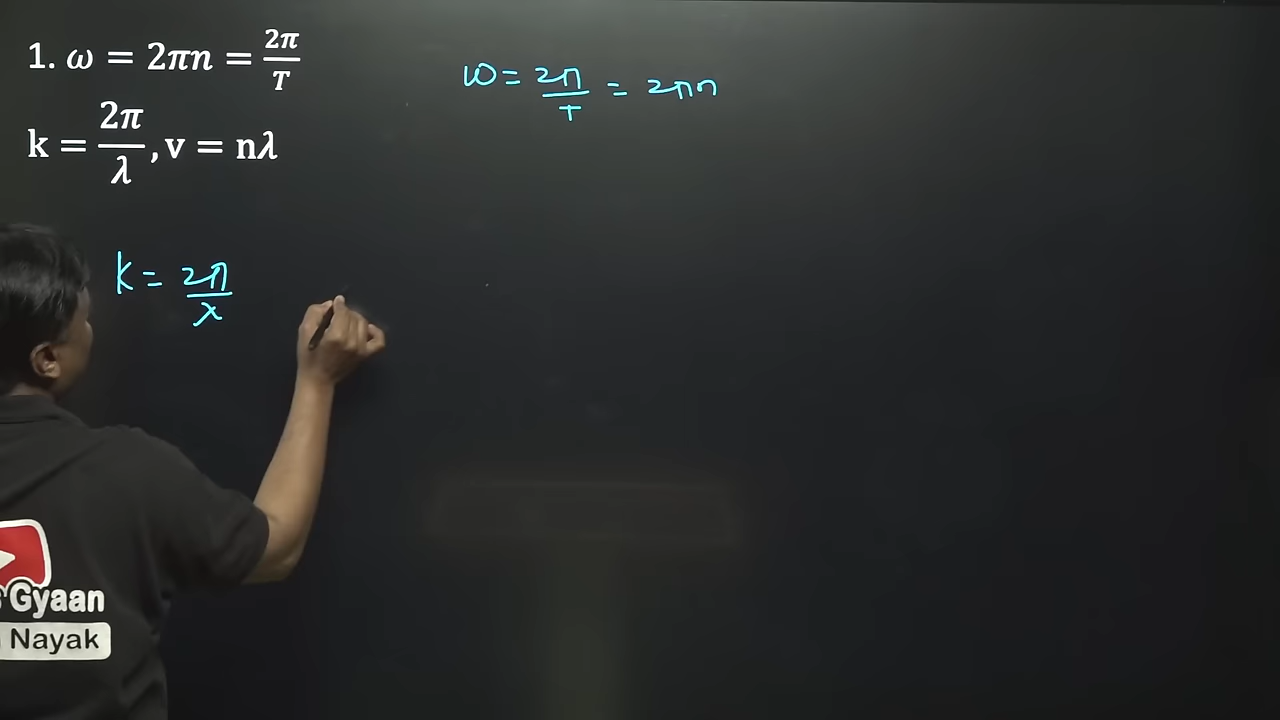 1. ω = 2πn = 2π/T
k = 2π/λ, v = nλ
ω = 2π/T = 2πn
k = 2π/λ
Gyaan
Nayak